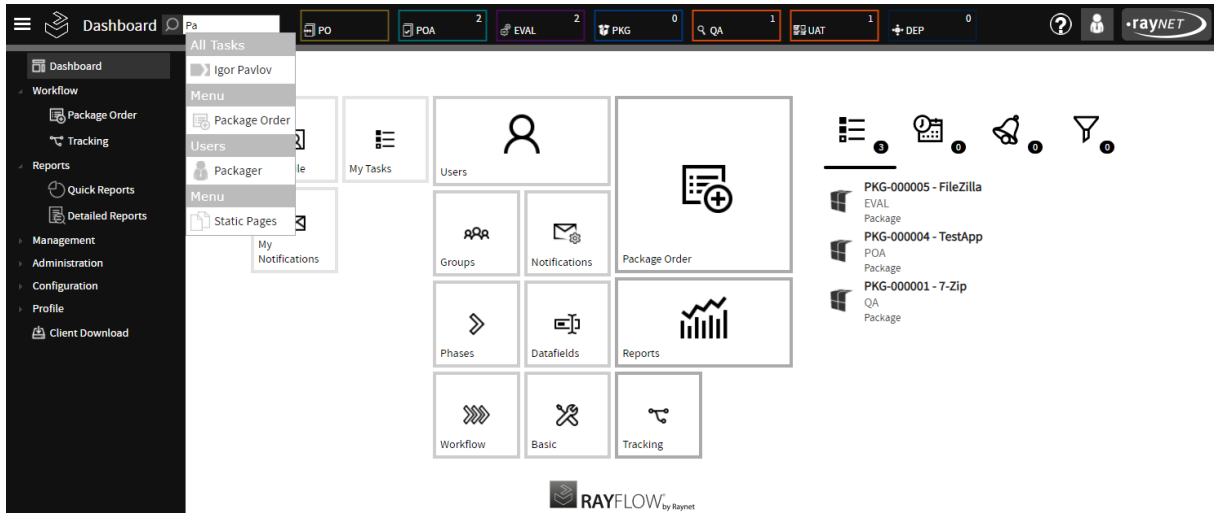 Dashboard
Pa
PO
POA 2
EVAL 2
PKG 0
QA 1
UAT 1
DEP 0
?
•rayNET
All Tasks
Igor Pavlov
Menu
Package Order
Users
Packager
Menu
Static Pages
Dashboard
Workflow
Package Order
Tracking
Reports
Quick Reports
Detailed Reports
Management
Administration
Configuration
Profile
Client Download
le
My Tasks
My
Notifications
Users
Groups
Notifications
Package Order
Phases
Datafields
Reports
Workflow
Basic
Tracking
3
0
0
0
PKG-000005 - FileZilla
EVAL
Package
PKG-000004 - TestApp
POA
Package
PKG-000001 - 7-Zip
QA
Package
RAYFLOW by Raynet